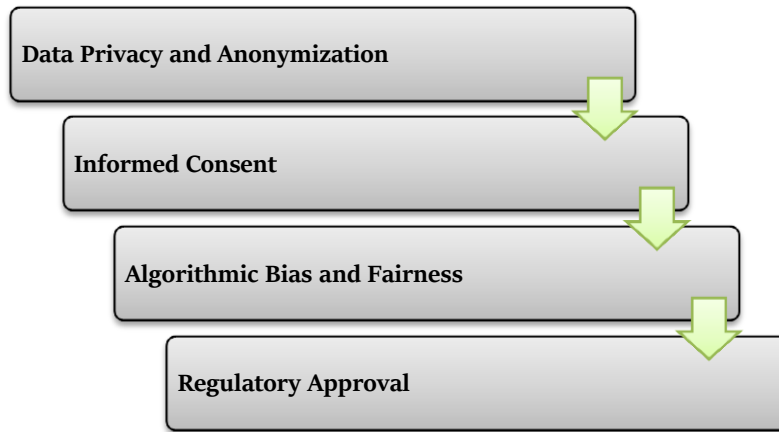 Data Privacy and Anonymization
Informed Consent
Algorithmic Bias and Fairness
Regulatory Approval